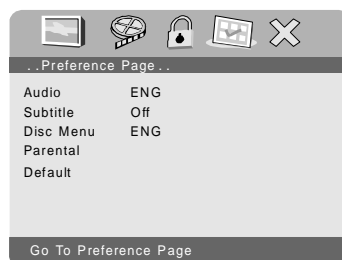 ..Preference Page..
Audio ENG
Subtitle Off
Disc Menu ENG
Parental
Default
Go To Preference Page